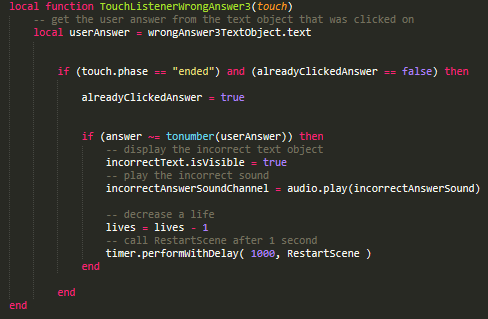 local function TouchListenerWrongAnswer3(touch)
-- get the user answer from the text object that was clicked on
local userAnswer = wrongAnswer3TextObject.text
if (touch.phase == "ended") and (alreadyClickedAnswer == false) then
alreadyClickedAnswer = true
if (answer ~= tonumber(userAnswer)) then
-- display the incorrect text object
incorrectText.isVisible = true
-- play the incorrect sound
incorrectAnswerSoundChannel = audio.play(incorrectAnswerSound)
-- decrease a life
lives = lives - 1
-- call RestartScene after 1 second
timer.performWithDelay( 1000, RestartScene )
end
end
end